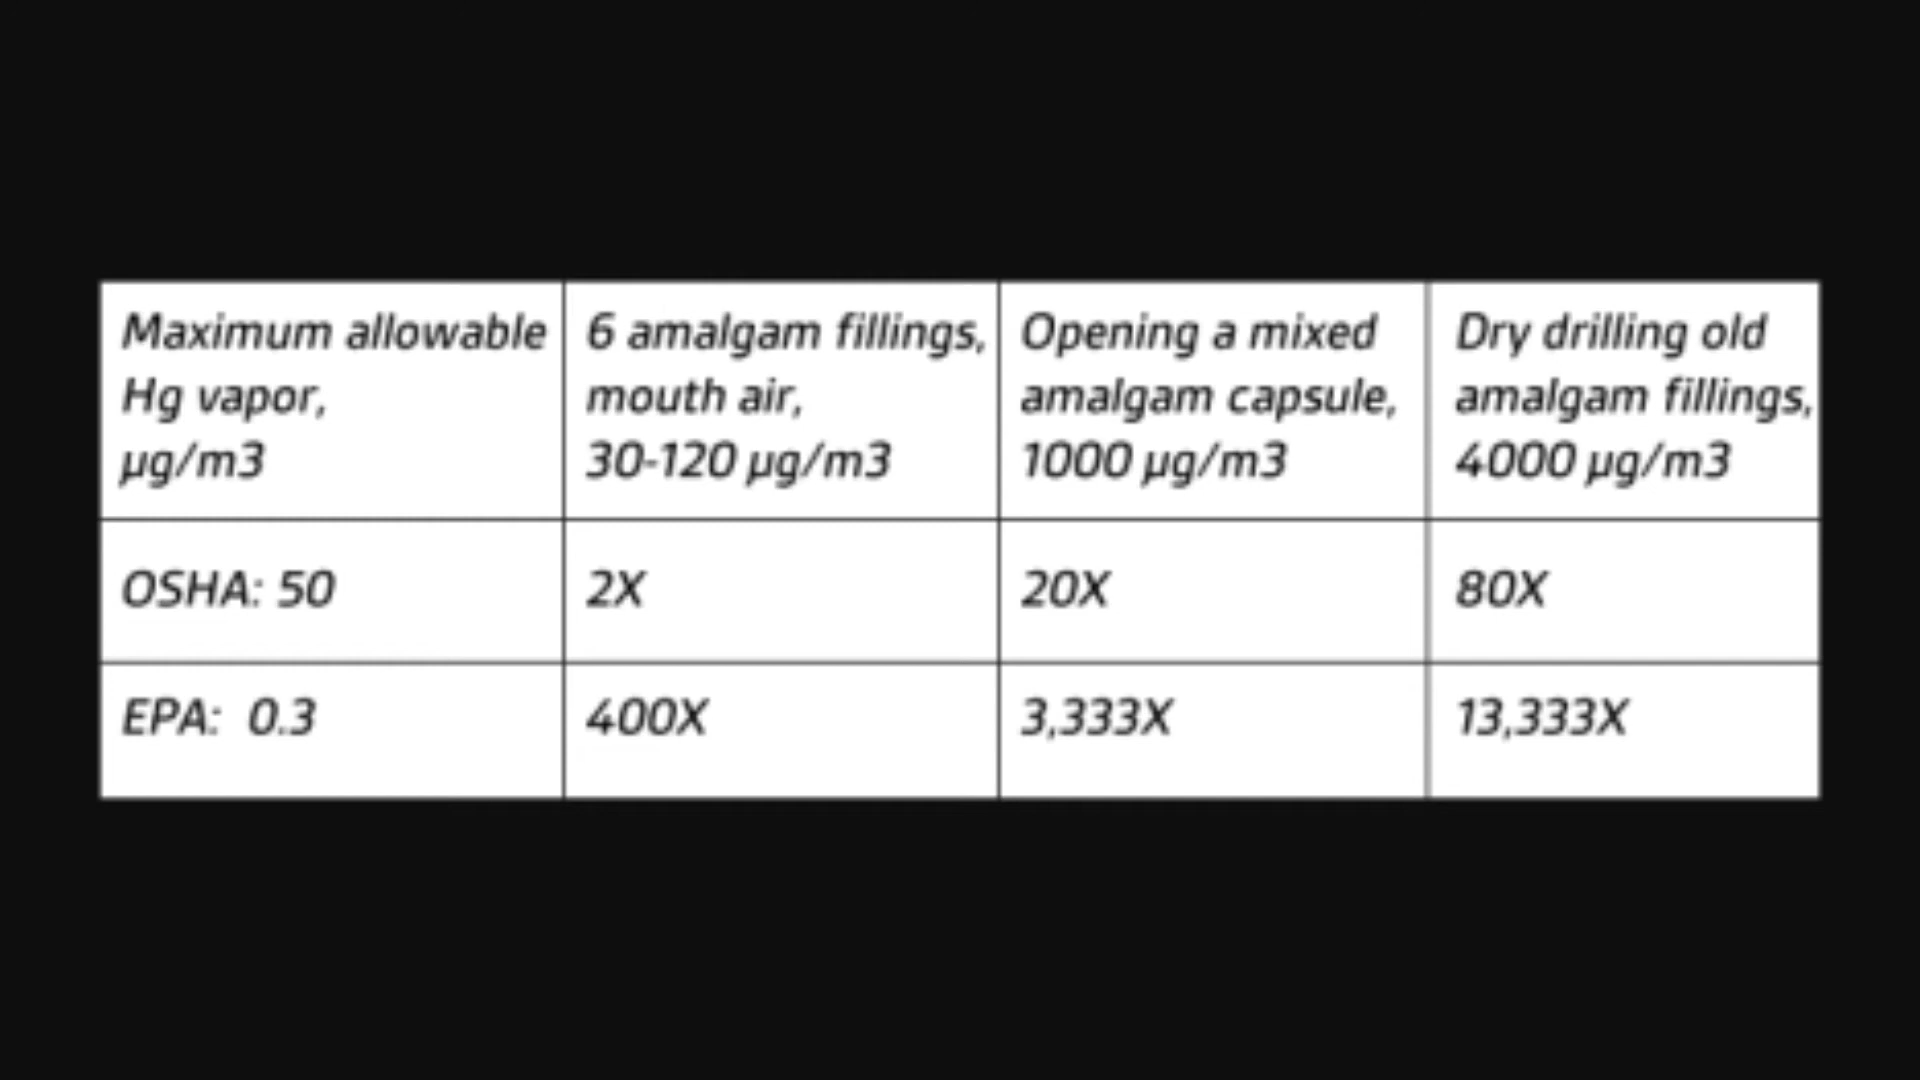 Maximum allowable
Hg vapor,
µg/m3
6 amalgam fillings,
mouth air,
30-120 µg/m3
Opening a mixed
amalgam capsule,
1000 µg/m3
Dry drilling old
amalgam fillings,
4000 µg/m3
OSHA: 50
2X
20X
80X
EPA: 0.3
400X
3,333X
13,333X